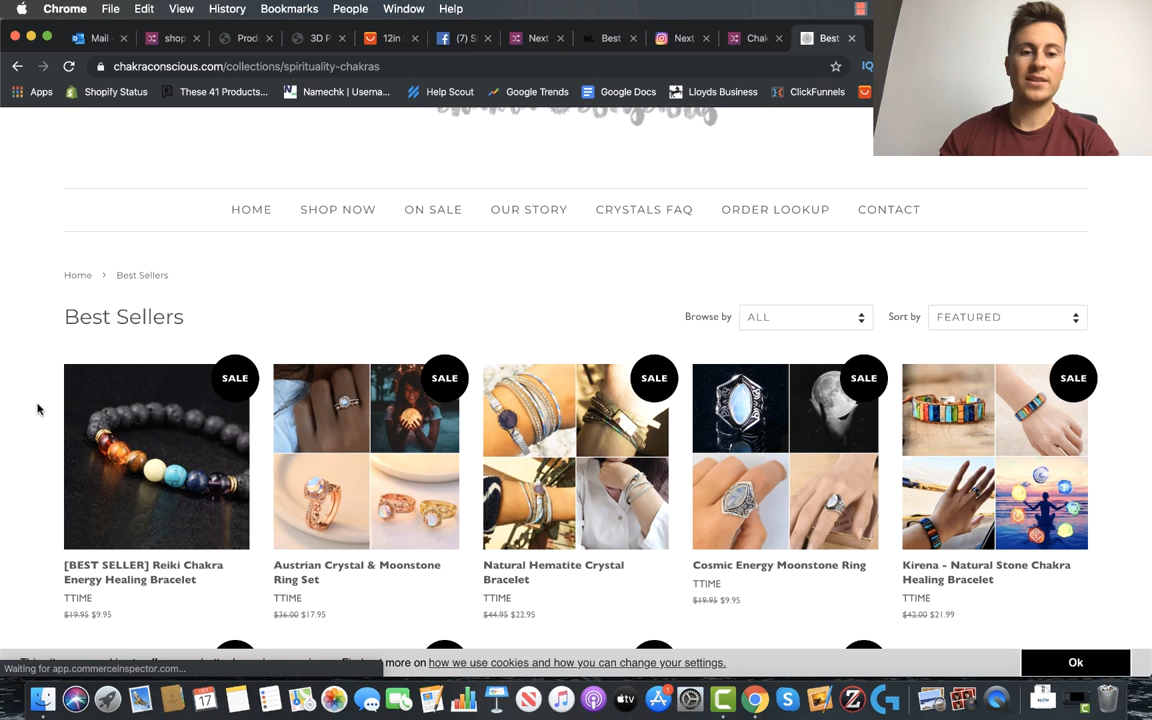 Chrome File Edit View History Bookmarks People Window Help
Mail shop Prod 3D P 12in (7) S Next NL Best Next Chak Best
chakraconscious.com/collections/spirituality-chakras IQ
Apps Shopify Status These 41 Products... Namechk | Userna... Help Scout Google Trends Google Docs Lloyds Business ClickFunnels
HOME SHOP NOW ON SALE OUR STORY CRYSTALS FAQ ORDER LOOKUP CONTACT
Home › Best Sellers
Best Sellers Browse by ALL Sort by FEATURED
SALE SALE SALE SALE SALE
[BEST SELLER] Reiki Chakra
Energy Healing Bracelet
TTIME
$19.95 $9.95
Austrian Crystal & Moonstone
Ring Set
TTIME
$36.00 $17.95
Natural Hematite Crystal
Bracelet
TTIME
$44.95 $22.95
Cosmic Energy Moonstone Ring
TTIME
$19.95 $9.95
Kirena - Natural Stone Chakra
Healing Bracelet
TTIME
$42.00 $21.99
more on how we use cookies and how you can change your settings. Ok
Waiting for app.commerceinspector.com...
OCT
17
tv
1